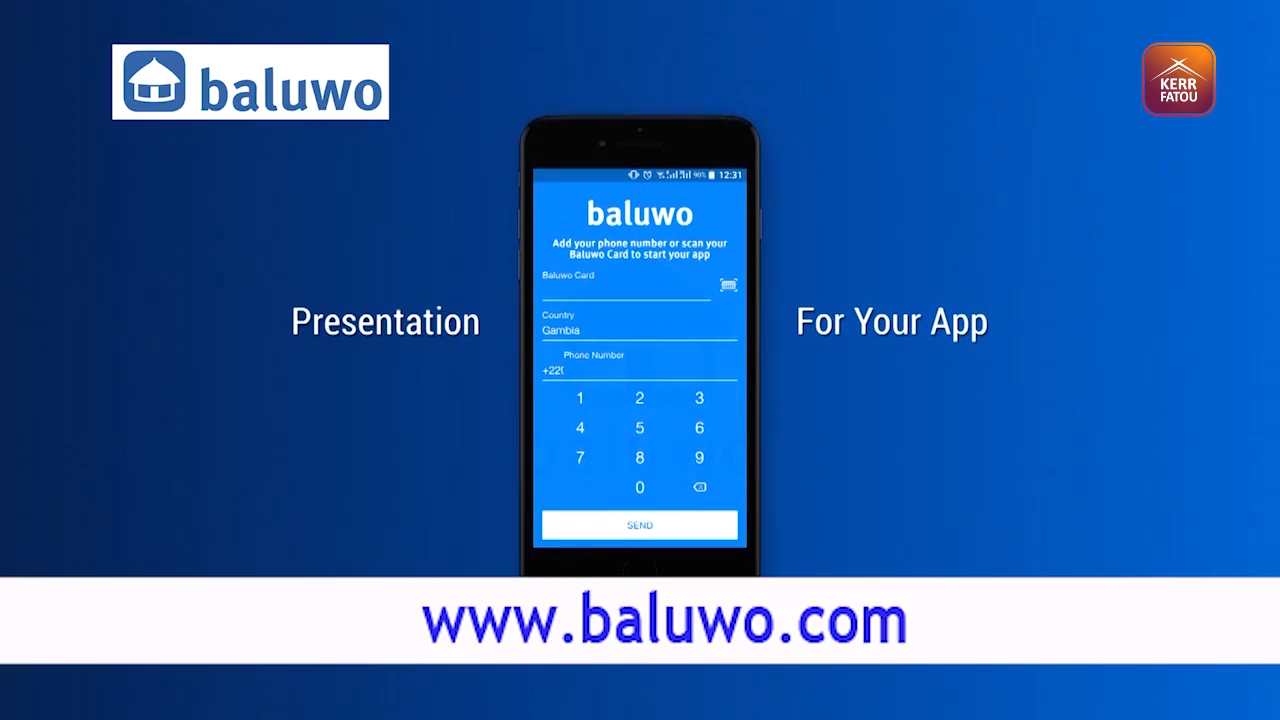 baluwo
KERR
FATOU
90% 12:31
baluwo
Add your phone number or scan your
Baluwo Card to start your app
Baluwo Card
Country
Gambia
Phone Number
+220
Presentation
For Your App
1 2 3
4 5 6
7 8 9
0
SEND
www.baluwo.com